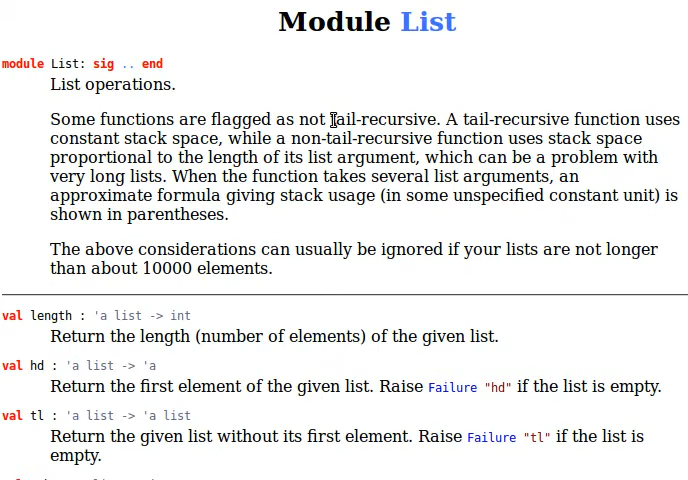 Module List
module List: sig .. end
List operations.
Some functions are flagged as not tail-recursive. A tail-recursive function uses
constant stack space, while a non-tail-recursive function uses stack space
proportional to the length of its list argument, which can be a problem with
very long lists. When the function takes several list arguments, an
approximate formula giving stack usage (in some unspecified constant unit) is
shown in parentheses.
The above considerations can usually be ignored if your lists are not longer
than about 10000 elements.
val length : 'a list -> int
Return the length (number of elements) of the given list.
val hd : 'a list -> 'a
Return the first element of the given list. Raise Failure "hd" if the list is empty.
val tl : 'a list -> 'a list
Return the given list without its first element. Raise Failure "tl" if the list is
empty.